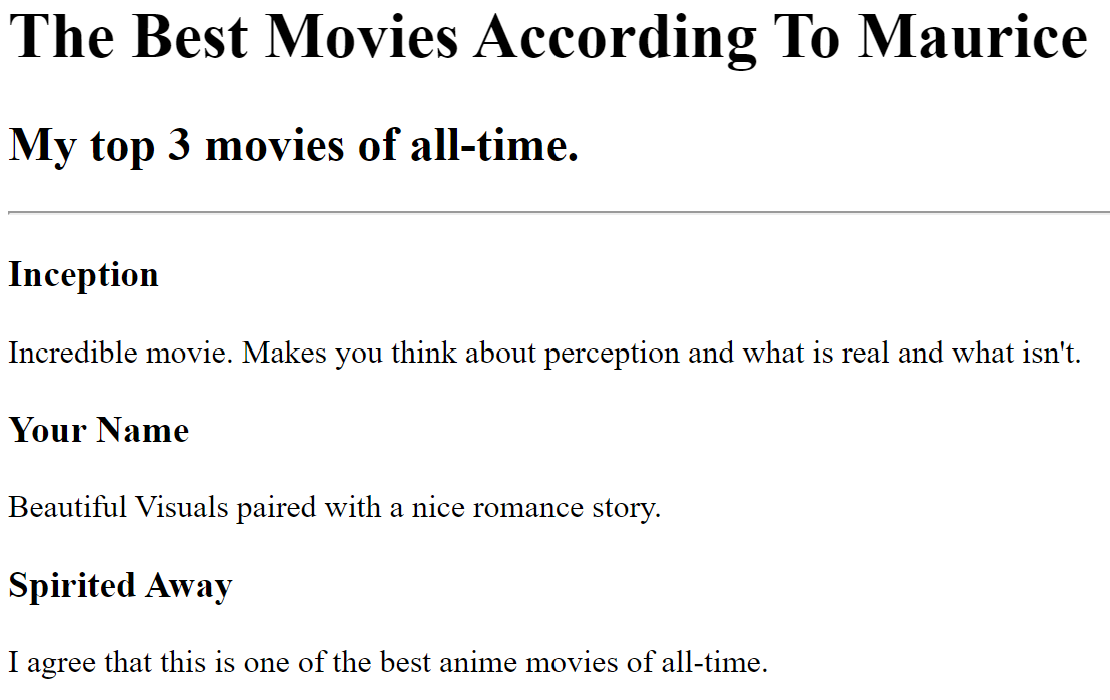 The Best Movies According To Maurice
My top 3 movies of all-time.
Inception
Incredible movie. Makes you think about perception and what is real and what isn't.
Your Name
Beautiful Visuals paired with a nice romance story.
Spirited Away
I agree that this is one of the best anime movies of all-time.